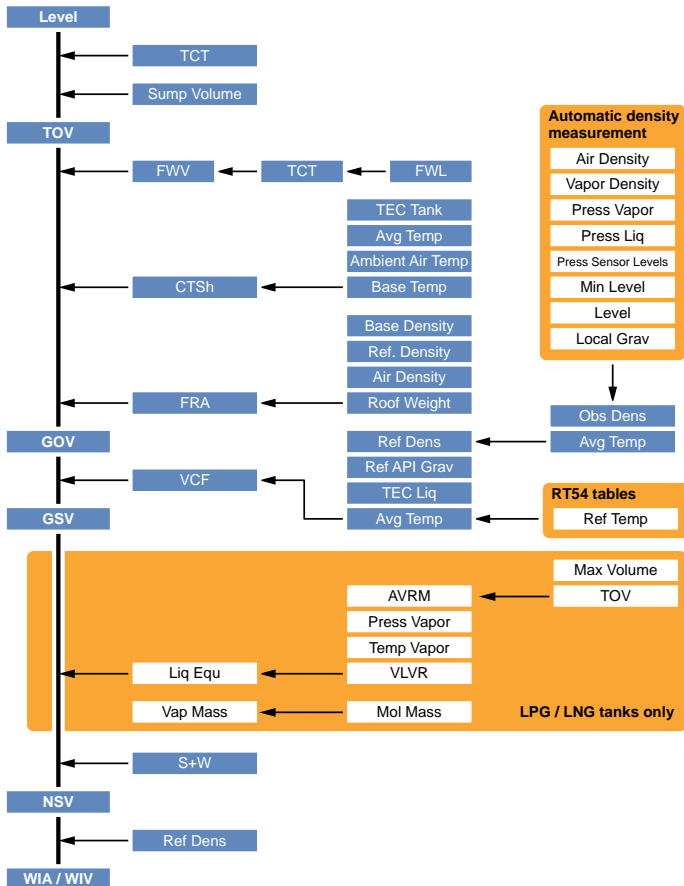 Level
TCT
Sump Volume
TOV
Automatic density
measurement
Air Density
Vapor Density
Press Vapor
Press Liq
Press Sensor Levels
Min Level
Level
Local Grav
FWV
TCT
FWL
TEC Tank
Avg Temp
Ambient Air Temp
CTSh
Base Temp
Base Density
Ref. Density
Air Density
FRA
Roof Weight
Obs Dens
GOV
Ref Dens
Avg Temp
Ref API Grav
VCF
TEC Liq
RT54 tables
GSV
Avg Temp
Ref Temp
Max Volume
AVRM
TOV
Press Vapor
Temp Vapor
Liq Equ
VLVR
Vap Mass
Mol Mass
LPG / LNG tanks only
S+W
NSV
Ref Dens
WIA / WIV